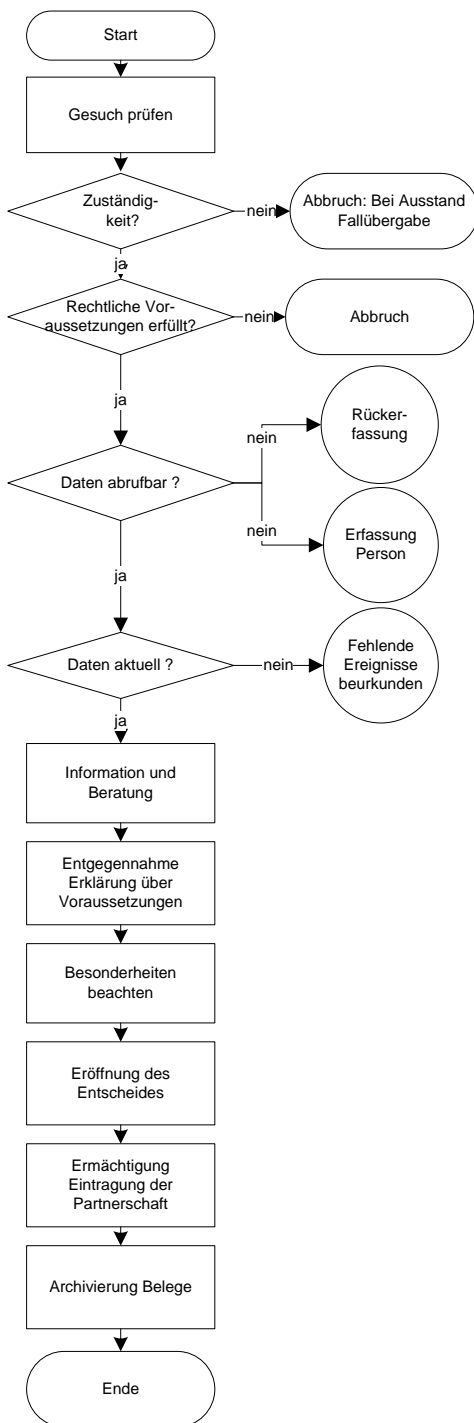 Start
Gesuch prüfen
Zuständig-
keit?
nein
Abbruch: Bei Ausstand
Fallübergabe
ja
Rechtliche Vor-
aussetzungen erfüllt?
nein
Abbruch
ja
Daten abrufbar ?
nein
Rücker-
fassung
nein
Erfassung
Person
ja
Daten aktuell ?
nein
Fehlende
Ereignisse
beurkunden
ja
Information und
Beratung
Entgegennahme
Erklärung über
Voraussetzungen
Besonderheiten
beachten
Eröffnung des
Entscheides
Ermächtigung
Eintragung der
Partnerschaft
Archivierung Belege
Ende